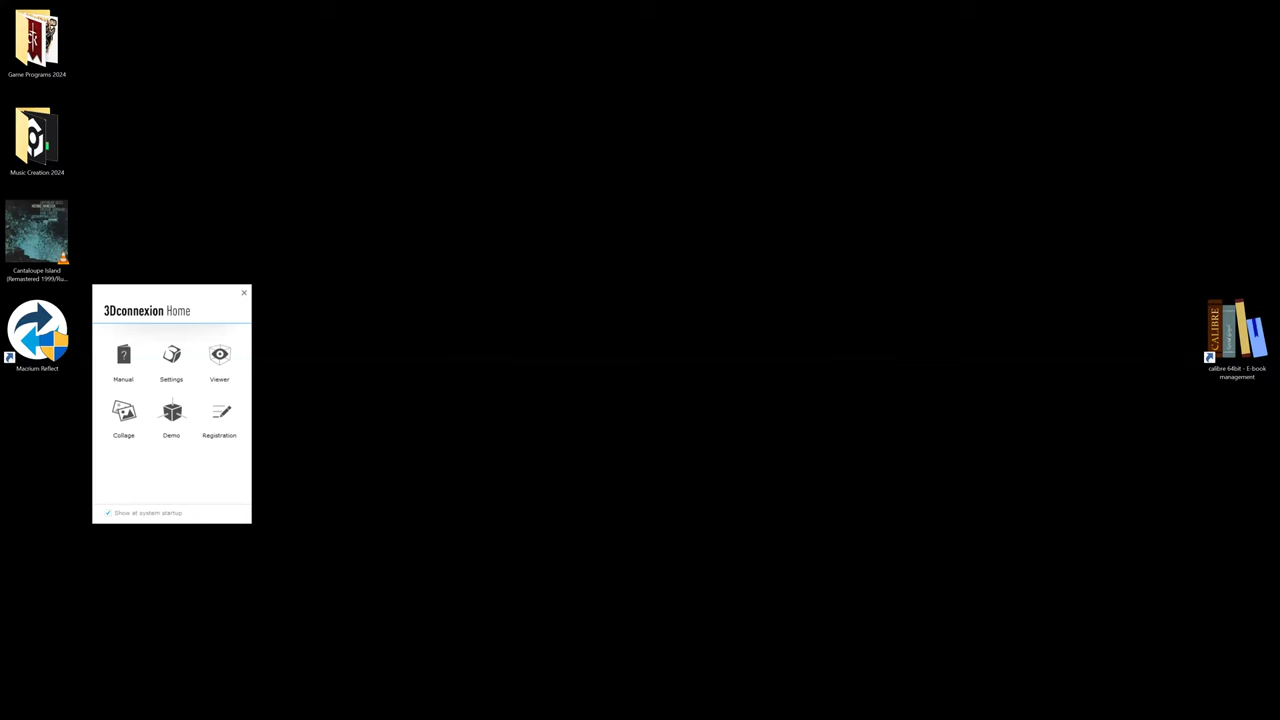 Game Programs 2024
Music Creation 2024
Cantaloupe Island
(Remastered 1999/Ru...
Macrium Reflect
3Dconnexion Home
Manual
Settings
Viewer
Collage
Demo
Registration
Show at system startup
CALIBRE
calibre 64bit - E-book
management